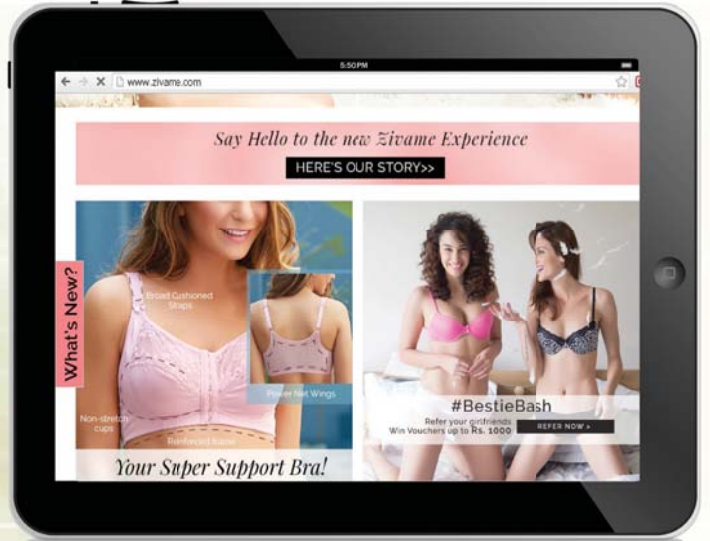 5:50PM
www.zivame.com
Say Hello to the new Zivame Experience
HERE'S OUR STORY>>
What's New?
Broad Cushioned
Straps
Power Net Wings
Non-stretch
cups
Reinforced frame
Your Super Support Bra!
#BestieBash
Refer your girlfriends
Win Vouchers up to Rs. 1000
REFER NOW >